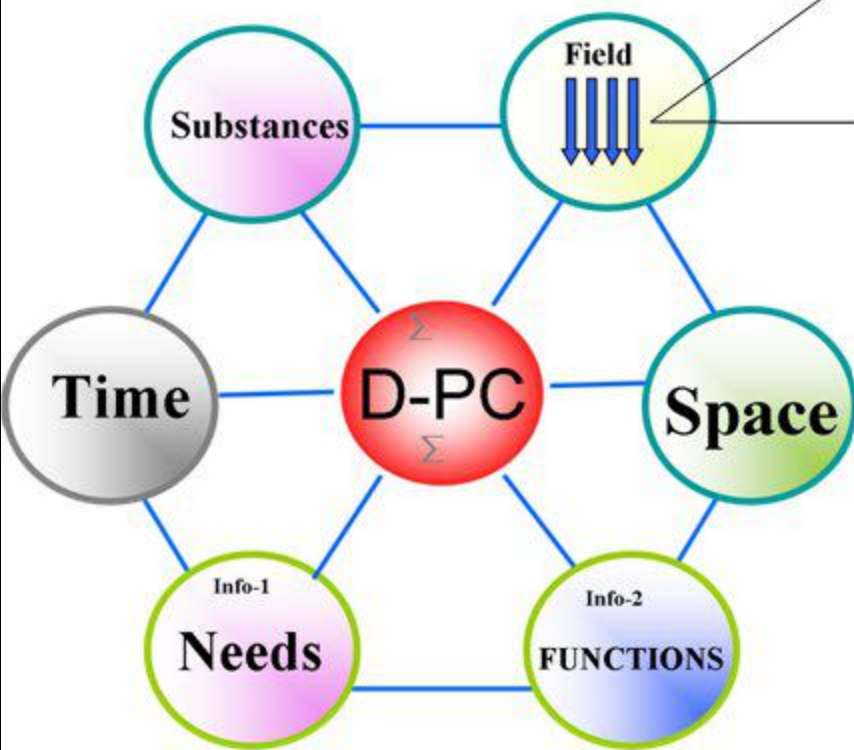 Field
Substances
Σ
D-PC
Σ
Time
Space
Info-1
Needs
Info-2
FUNCTIONS